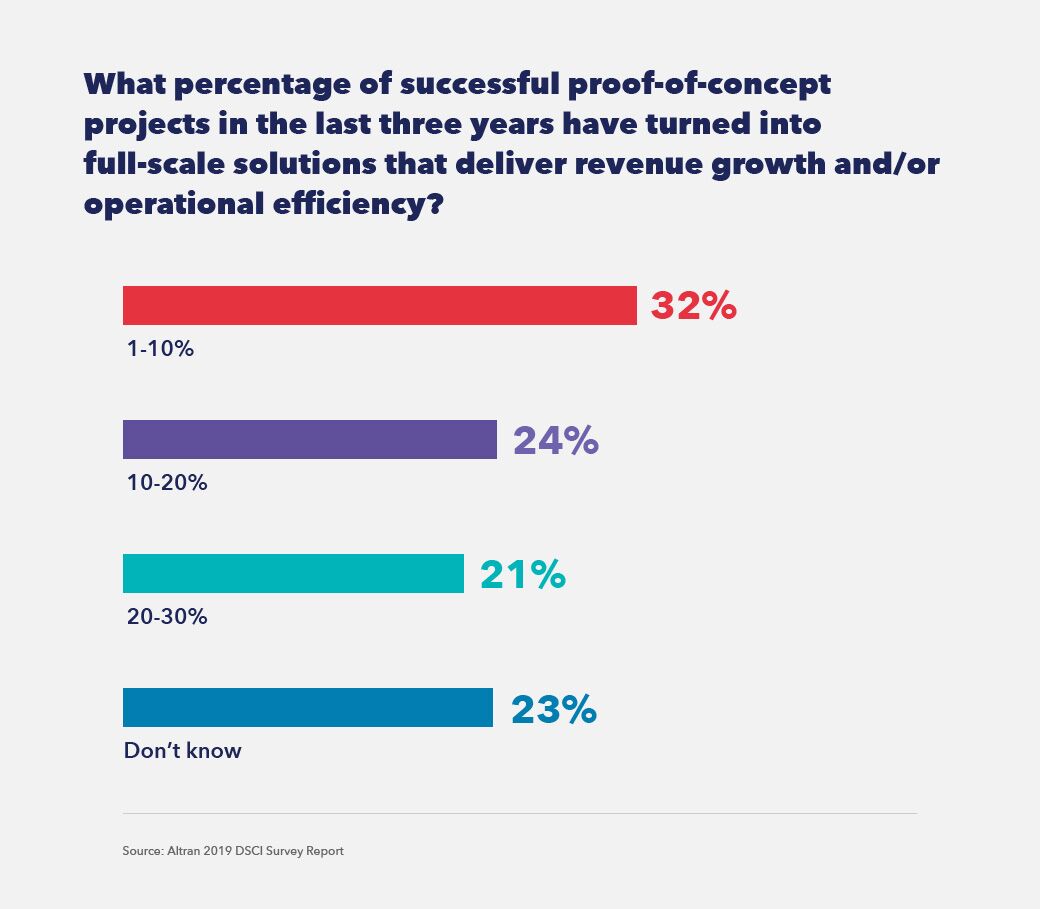 What percentage of successful proof-of-concept
projects in the last three years have turned into
full-scale solutions that deliver revenue growth and/or
operational efficiency?
32%
1-10%
24%
10-20%
21%
20-30%
23%
Don’t know
Source: Altran 2019 DSCI Survey Report